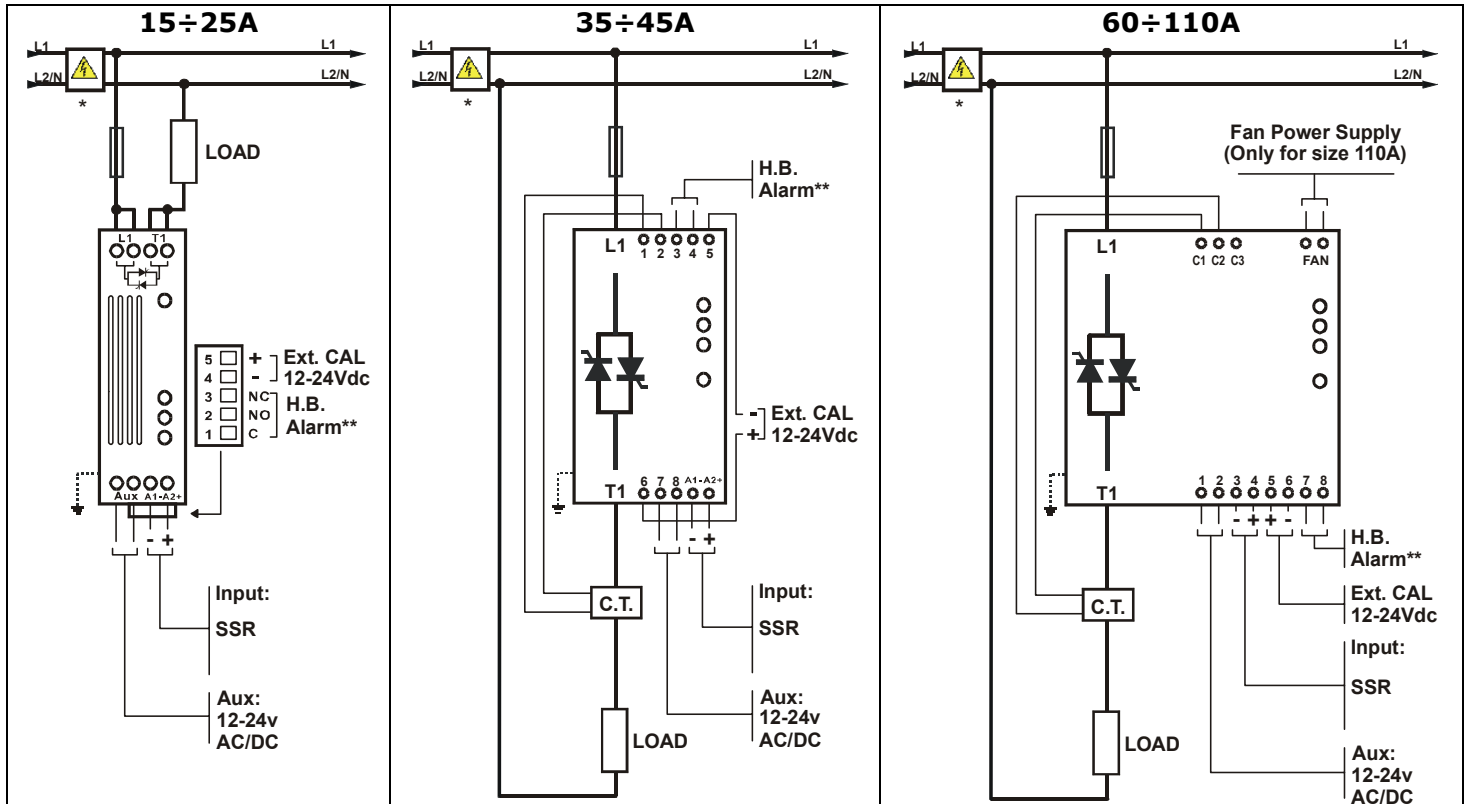 15÷25A
L1
L1
L2/N
L2/N
*
LOAD
L1 T1
5 + Ext. CAL
4 - 12-24Vdc
3 NC H.B.
2 NO Alarm**
1 C
Aux A1-A2+
- +
Input:
SSR
Aux:
12-24v
AC/DC
35÷45A
L1
L1
L2/N
L2/N
*
H.B.
Alarm**
L1
1 2 3 4 5
- Ext. CAL
+ 12-24Vdc
6 7 8 A1-A2+
T1
- +
C.T.
Input:
SSR
LOAD
Aux:
12-24v
AC/DC
60÷110A
L1
L1
L2/N
L2/N
*
Fan Power Supply
(Only for size 110A)
L1
C1 C2 C3
FAN
1 2 3 4 5 6 7 8
T1
- + + -
H.B.
Alarm**
C.T.
Ext. CAL
12-24Vdc
Input:
SSR
LOAD
Aux:
12-24v
AC/DC